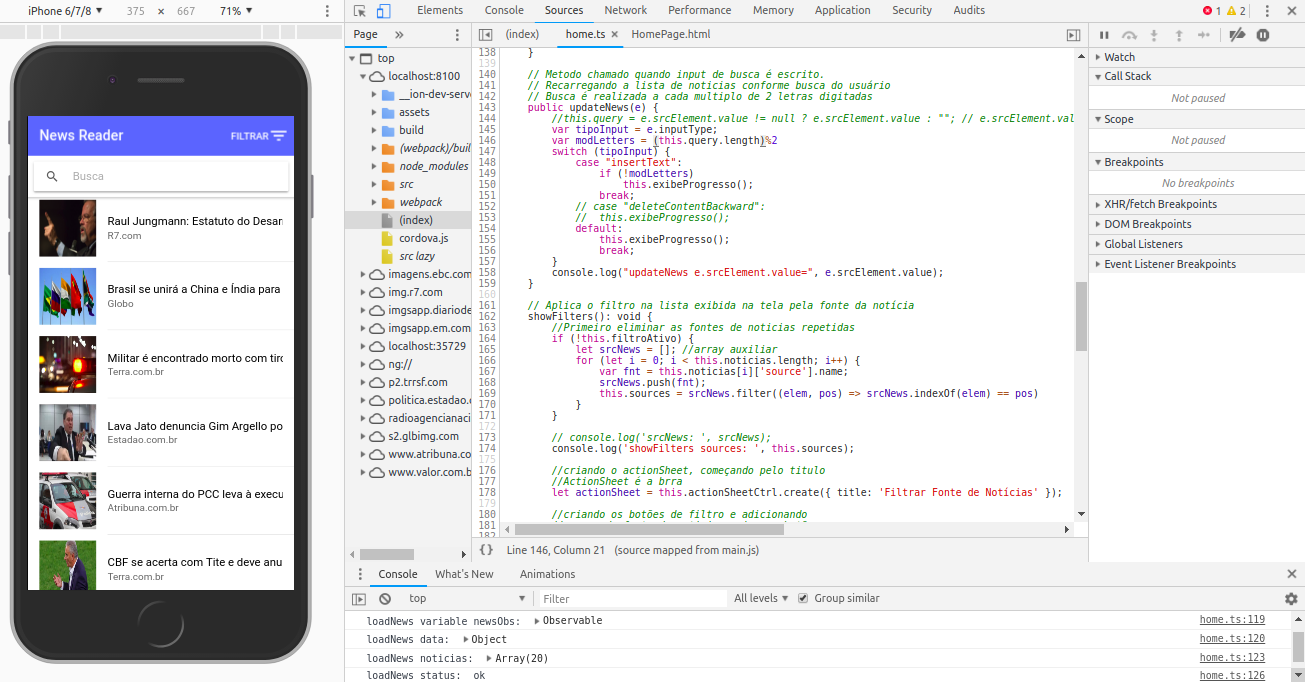 iPhone 6/7/8 ▼ 375 × 667 71% ▼
News Reader FILTRAR
Busca
Raul Jungmann: Estatuto do Desar
R7.com
Brasil se unirá a China e Índia para
Globo
Militar é encontrado morto com tiro
Terra.com.br
Lava Jato denuncia Gim Argello po
Estadao.com.br
Guerra interna do PCC leva à execu
Atribuna.com.br
CBF se acerta com Tite e deve anu
Terra.com.br
Elements Console Sources Network Performance Memory Application Security Audits 1 2
Page » (index) home.ts × HomePage.html
top
localhost:8100
__ion-dev-serve
assets
build
(webpack)/buil
node_modules
src
webpack
(index)
cordova.js
src lazy
imagens.ebc.com
img.r7.com
imgsapp.diariode
imgsapp.em.com
localhost:35729
ng://
p2.trrsf.com
politica.estadao.c
radioagencianaci
s2.glbimg.com
www.atribuna.co
www.valor.com.b
138 }
139
140 // Metodo chamado quando input de busca é escrito.
141 // Recarregando a lista de noticias conforme busca do usuário
142 // Busca é realizada a cada multiplo de 2 letras digitadas
143 public updateNews(e) {
144 //this.query = e.srcElement.value != null ? e.srcElement.value : ""; // e.srcElement.val
145 var tipoInput = e.inputType;
146 var modLetters = (this.query.length)%2
147 switch (tipoInput) {
148 case "insertText":
149 if (!modLetters)
150 this.exibeProgresso();
151 break;
152 // case "deleteContentBackward":
153 // this.exibeProgresso();
154 default:
155 this.exibeProgresso();
156 break;
157 }
158 console.log("updateNews e.srcElement.value=", e.srcElement.value);
159 }
160
161 // Aplica o filtro na lista exibida na tela pela fonte da notícia
162 showFilters(): void {
163 //Primeiro eliminar as fontes de noticias repetidas
164 if (!this.filtroAtivo) {
165 let srcNews = []; //array auxiliar
166 for (let i = 0; i < this.noticias.length; i++) {
167 var fnt = this.noticias[i]['source'].name;
168 srcNews.push(fnt);
169 this.sources = srcNews.filter((elem, pos) => srcNews.indexOf(elem) == pos)
170 }
171 }
172
173 // console.log('srcNews: ', srcNews);
174 console.log('showFilters sources: ', this.sources);
175
176 //criando o actionSheet, começando pelo titulo
177 //ActionSheet é a brra
178 let actionSheet = this.actionSheetCtrl.create({ title: 'Filtrar Fonte de Notícias' });
179
180 //criando os botões de filtro e adicionando
181
182
{} Line 146, Column 21 (source mapped from main.js)
Watch
Call Stack
Not paused
Scope
Not paused
Breakpoints
No breakpoints
XHR/Fetch Breakpoints
DOM Breakpoints
Global Listeners
Event Listener Breakpoints
Console What's New Animations
top ▼ Filter All levels ▼ Group similar
loadNews variable newsObs: Observable home.ts:119
loadNews data: Object home.ts:120
loadNews noticias: Array(20) home.ts:123
loadNews status: ok home.ts:126